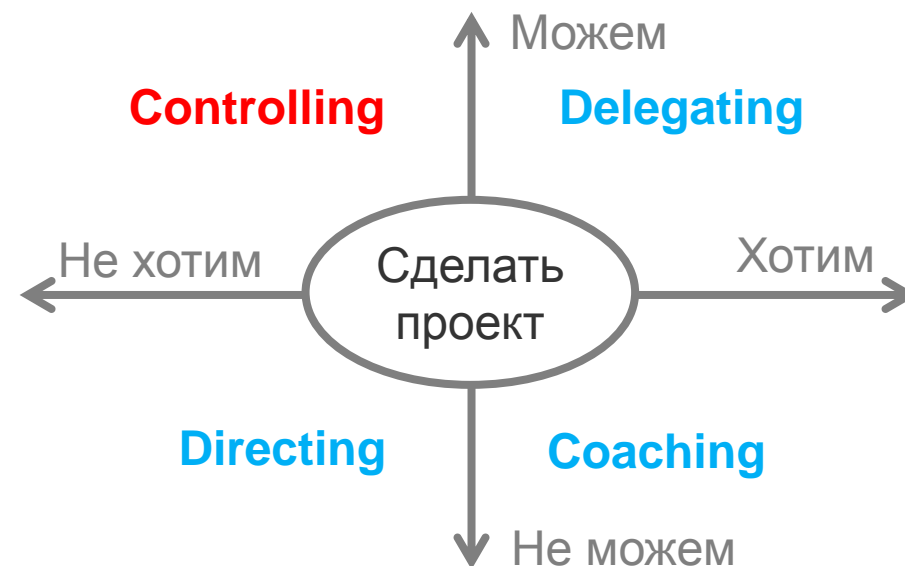 Можем
Controlling
Delegating
Не хотим
Сделать
проект
Хотим
Directing
Coaching
Не можем